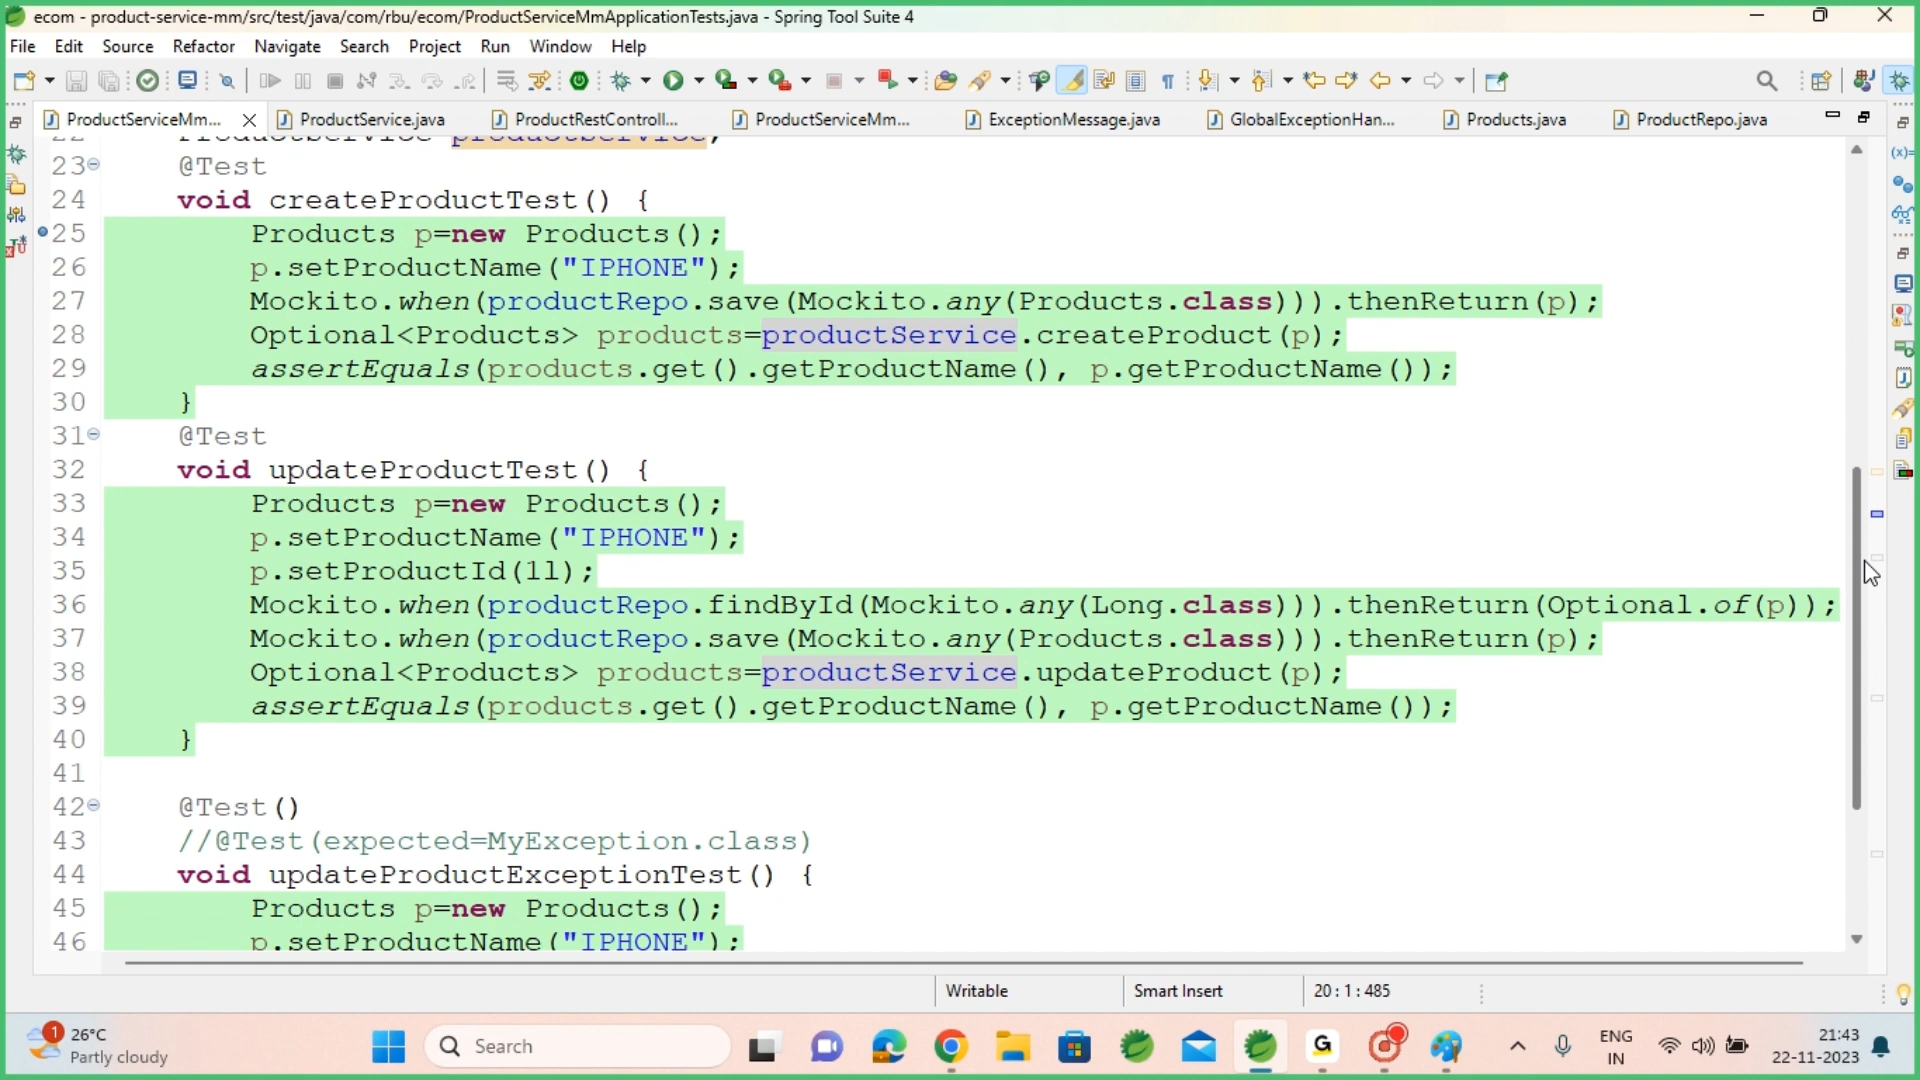 ecom - product-service-mm/src/test/java/com/rbu/ecom/ProductServiceMmApplicationTests.java - Spring Tool Suite 4
File Edit Source Refactor Navigate Search Project Run Window Help
ProductServiceMm... ProductService.java ProductRestControll... ProductServiceMm... ExceptionMessage.java GlobalExceptionHan... Products.java ProductRepo.java
22 ProductService productService;
23 @Test
24 void createProductTest() {
25 Products p=new Products();
26 p.setProductName("IPHONE");
27 Mockito.when(productRepo.save(Mockito.any(Products.class))).thenReturn(p);
28 Optional<Products> products=productService.createProduct(p);
29 assertEquals(products.get().getProductName(), p.getProductName());
30 }
31 @Test
32 void updateProductTest() {
33 Products p=new Products();
34 p.setProductName("IPHONE");
35 p.setProductId(1l);
36 Mockito.when(productRepo.findById(Mockito.any(Long.class))).thenReturn(Optional.of(p));
37 Mockito.when(productRepo.save(Mockito.any(Products.class))).thenReturn(p);
38 Optional<Products> products=productService.updateProduct(p);
39 assertEquals(products.get().getProductName(), p.getProductName());
40 }
41
42 @Test()
43 //@Test(expected=MyException.class)
44 void updateProductExceptionTest() {
45 Products p=new Products();
46 p.setProductName("IPHONE");
Writable Smart Insert 20 : 1 : 485
1 26°C
Partly cloudy
Search
ENG
IN
21:43
22-11-2023